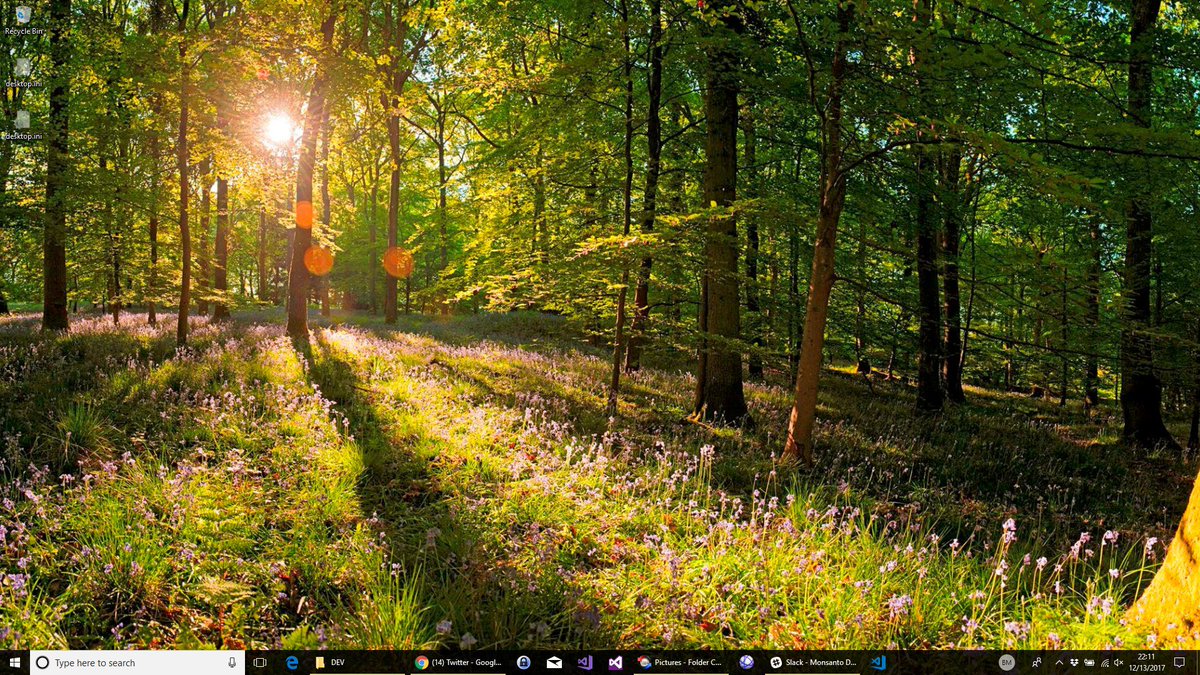 Recycle Bin
desktop.ini
desktop.ini
Type here to search
DEV
(14) Twitter - Googl...
Pictures - Folder C...
Slack - Monsanto D...
BM
22:11
12/13/2017